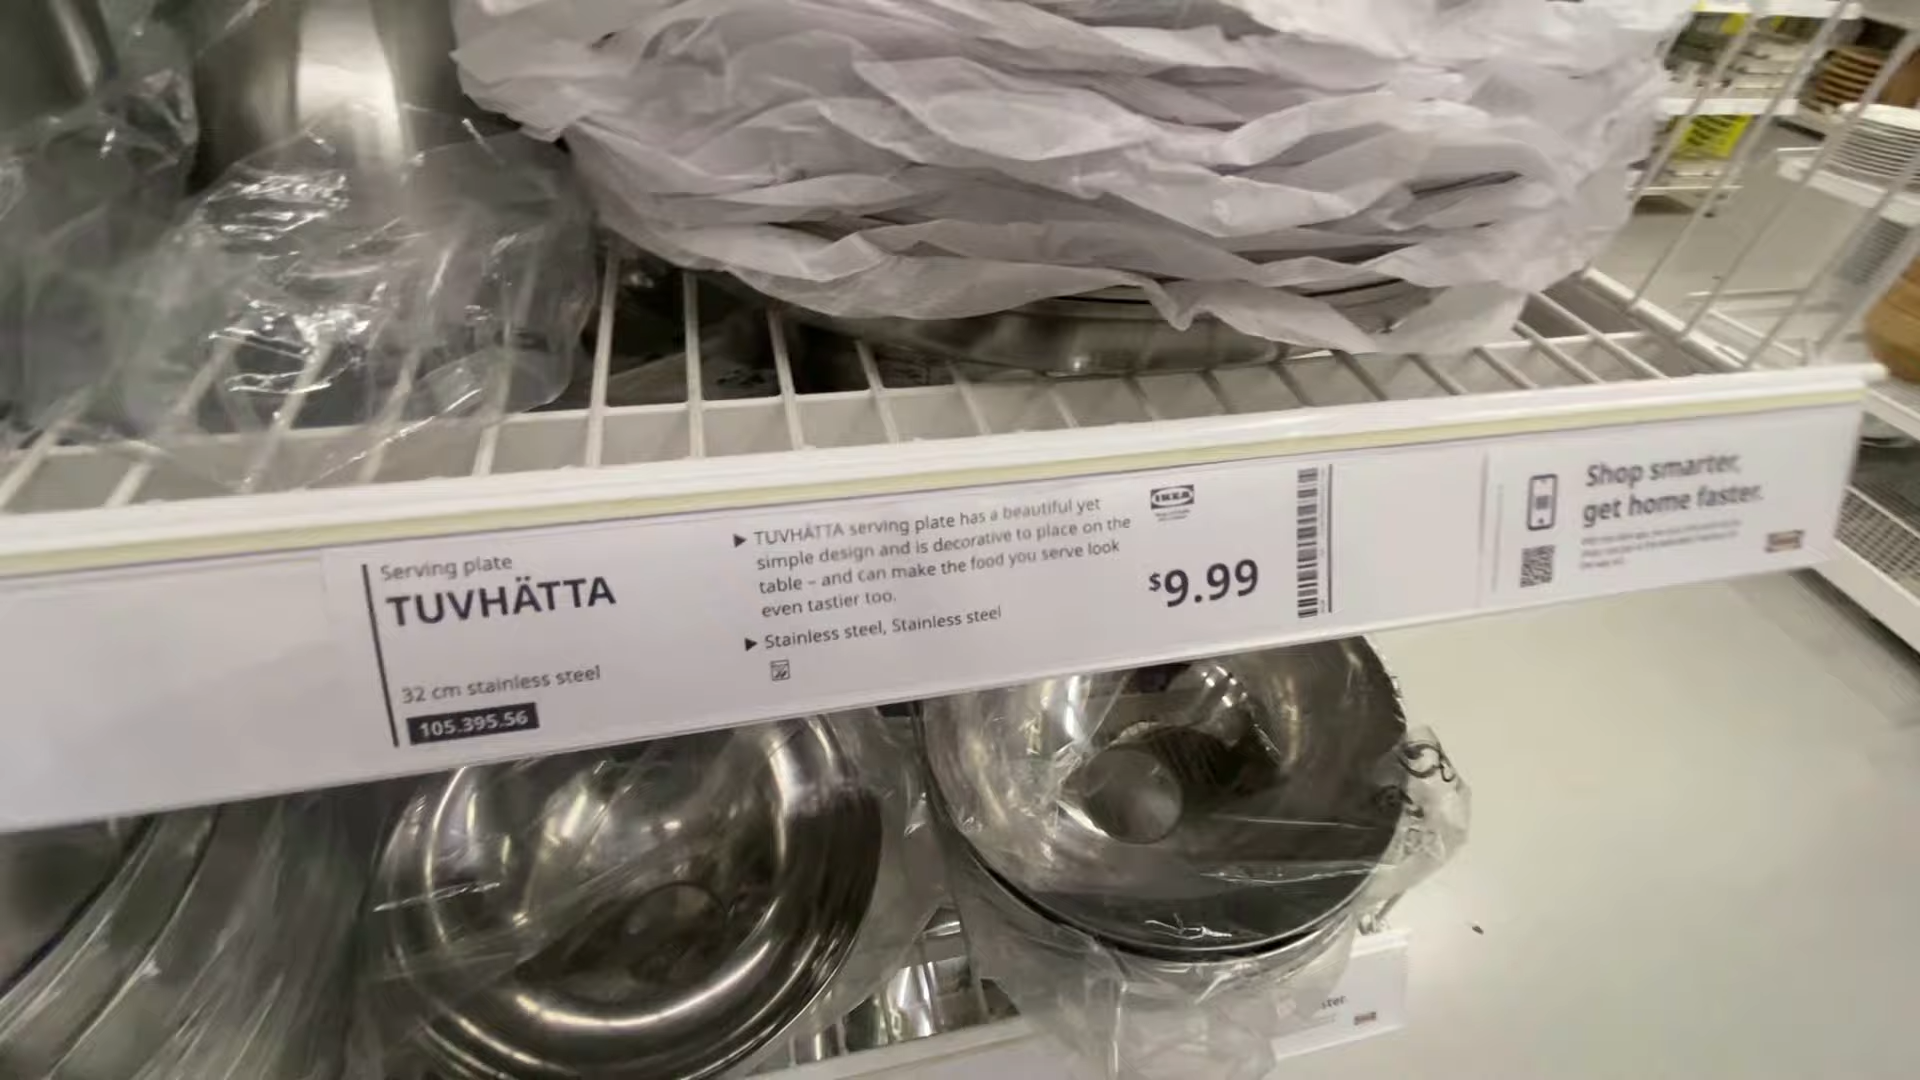 Serving plate
TUVHÄTTA
32 cm stainless steel
105.395.56
▶ TUVHÄTTA serving plate has a beautiful yet
simple design and is decorative to place on the
table – and can make the food you serve look
even tastier too.
▶ Stainless steel, Stainless steel
IKEA
$9.99
Shop smarter,
get home faster.